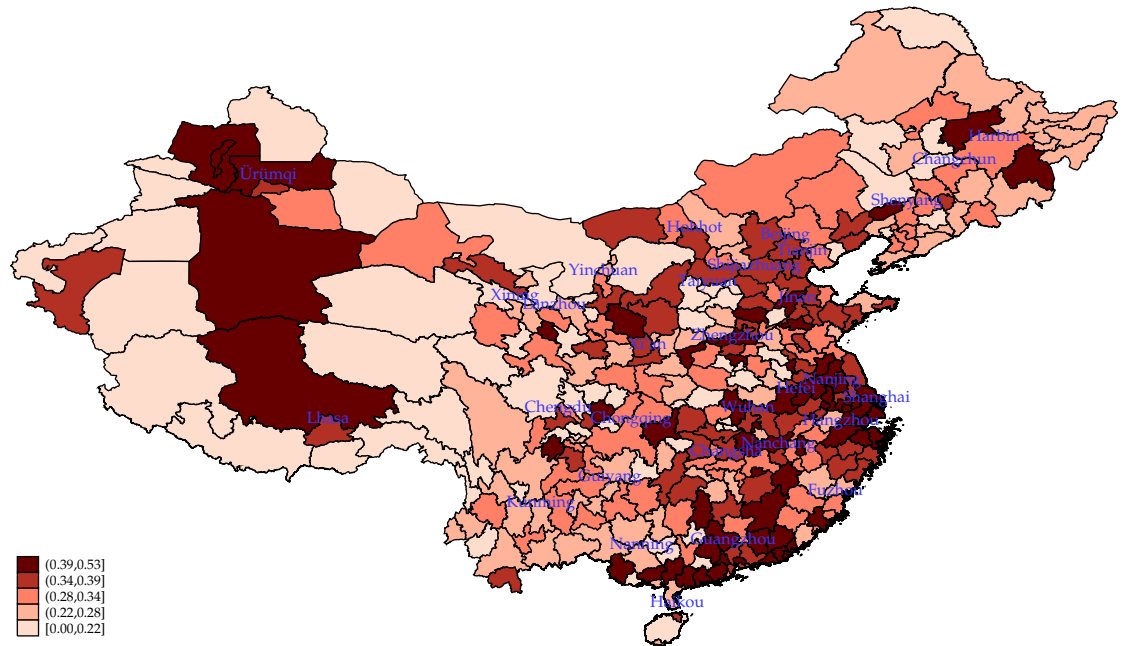 Harbin
Changchun
Ürümqi
Shenyang
Hohhot
Beijing
Tianjin
Shijiazhuang
Yinchuan
Taiyuan
Xining
Jinan
Lanzhou
Zhengzhou
Xi'an
Nanjing
Hefei
Shanghai
Chengdu
Wuhan
Lhasa
Chongqing
Hangzhou
Nanchang
Changsha
Guiyang
Fuzhou
Kunming
Guangzhou
Nanning
Haikou
(0.39,0.53]
(0.34,0.39]
(0.28,0.34]
(0.22,0.28]
[0.00,0.22]